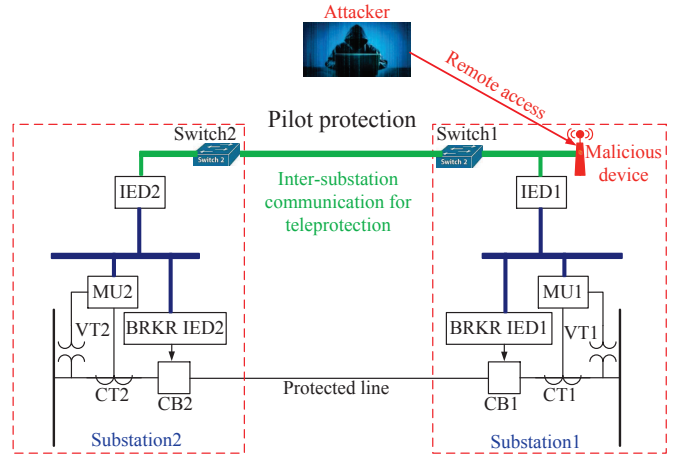 Attacker
Remote access
Pilot protection
Switch2
Switch1
Switch 2
Switch 2
Malicious
device
Inter-substation
communication for
teleprotection
IED2
IED1
MU2
MU1
VT2
VT1
BRKR IED2
BRKR IED1
Protected line
CT2
CB2
CB1
CT1
Substation2
Substation1